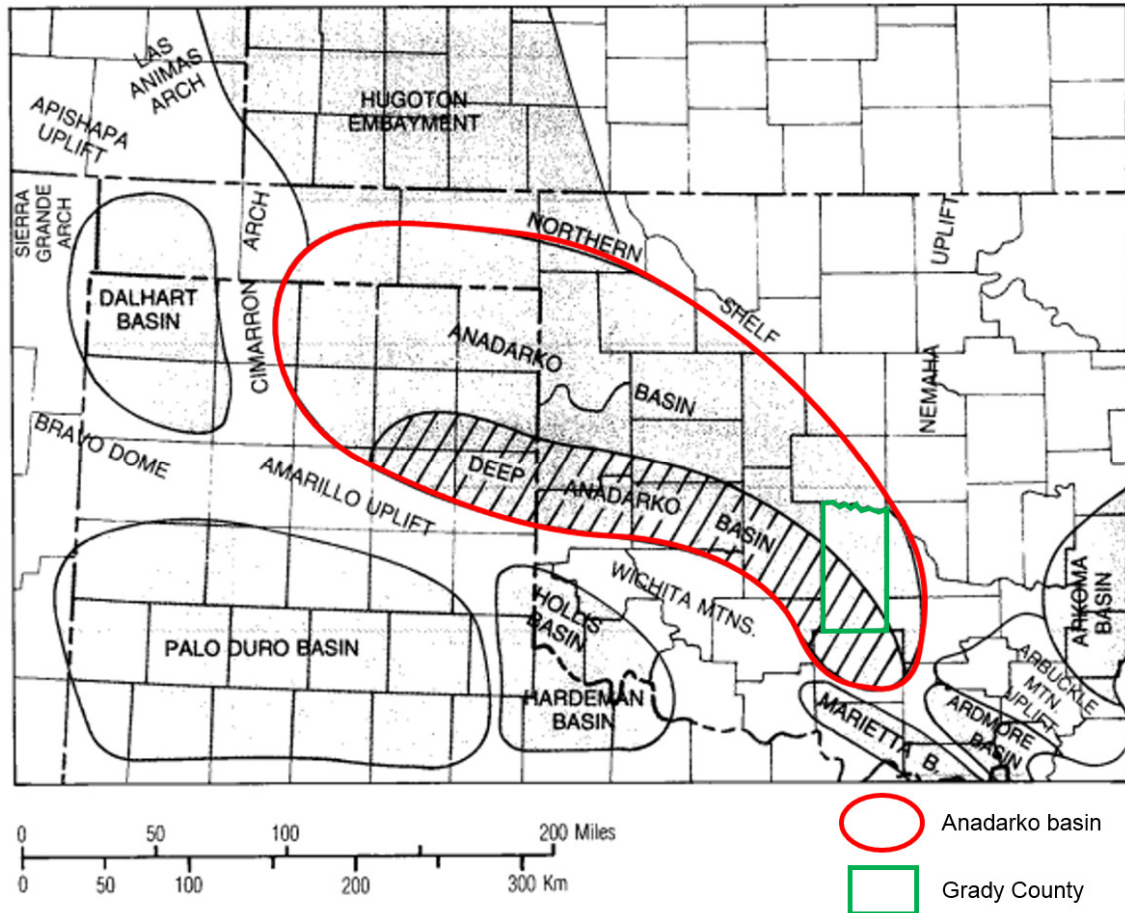 LAS
ANIMAS
ARCH
APISHAPA
UPLIFT
HUGOTON
EMBAYMENT
SIERRA
GRANDE
ARCH
ARCH
CIMARRON
NORTHERN
SHELF
UPLIFT
NEMAHA
DALHART
BASIN
ANADARKO
BASIN
BRAVO DOME
AMARILLO UPLIFT
DEEP
ANADARKO
BASIN
WICHITA MTNS.
HOLLIS
BASIN
PALO DURO BASIN
HARDEMAN
BASIN
ARKOMA
BASIN
ARBUCKLE
MTN.
UPLIFT
ARDMORE
BASIN
MARIETTA B.
0 50 100 200 Miles
0 50 100 200 300 Km
Anadarko basin
Grady County